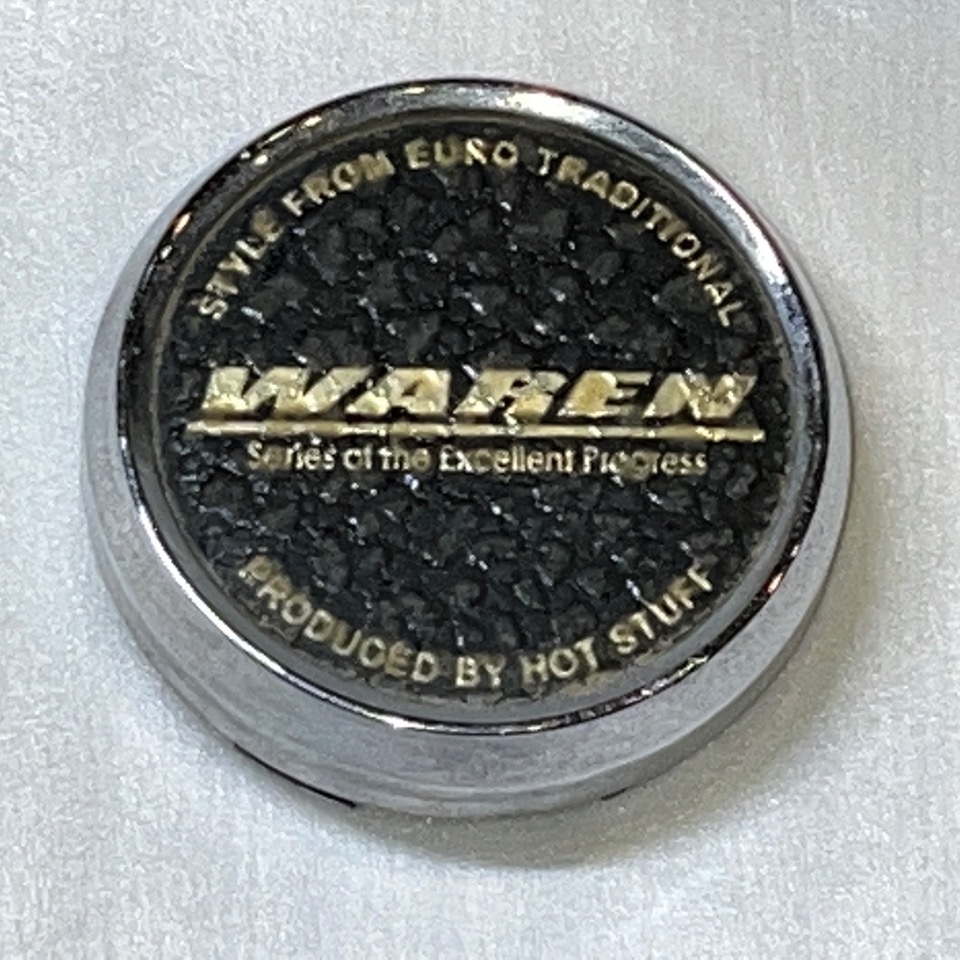 STYLE FROM EURO TRADITIONAL
WAREN
Series of the Excellent Progress
PRODUCED BY HOT STUFF